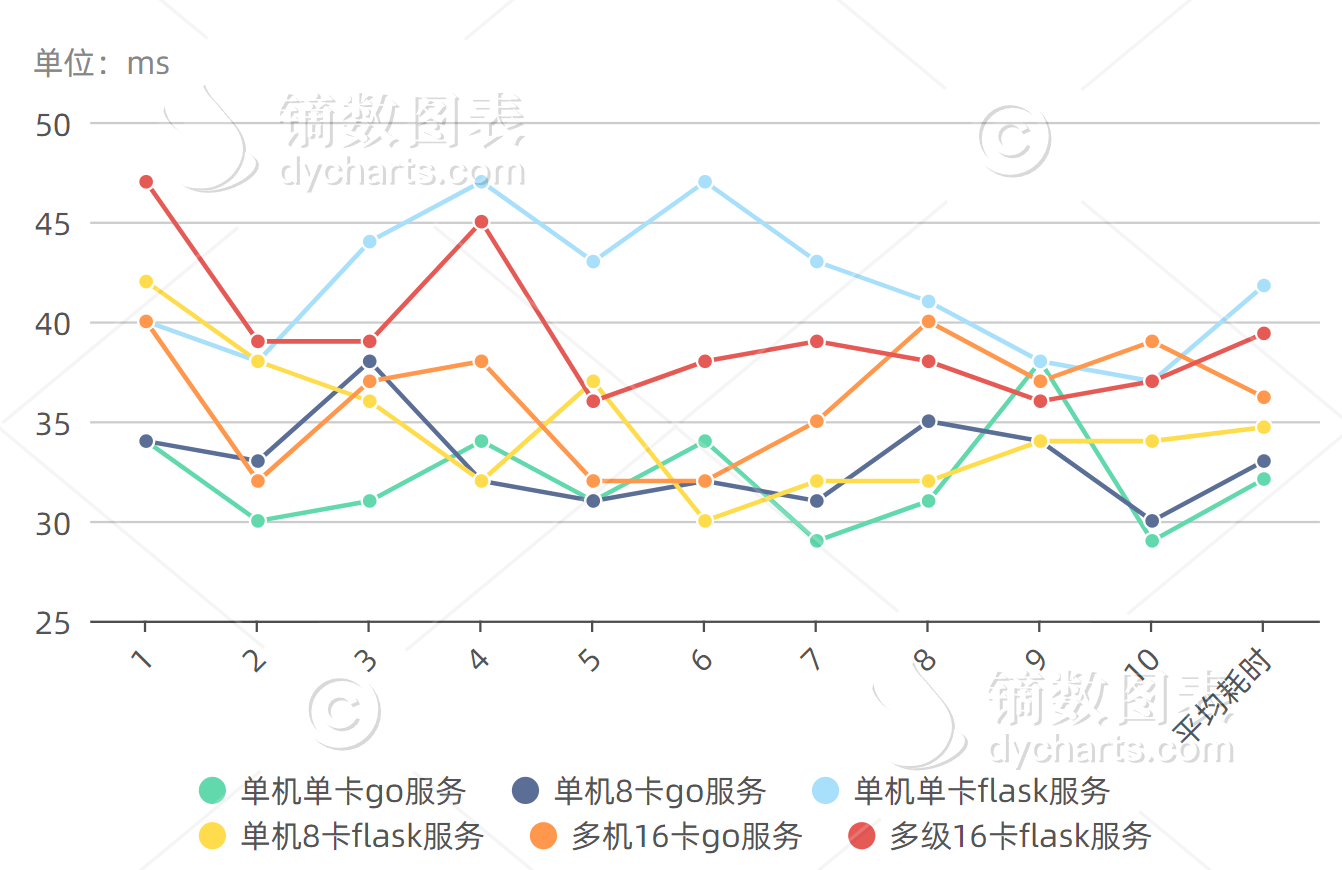 单位：ms
镝数图表
dycharts.com
©
50
45
40
35
30
25
1 2 3 4 5 6 7 8 9 10 平均耗时
©
镝数图表
dycharts.com
单机单卡go服务 单机8卡go服务 单机单卡flask服务
单机8卡flask服务 多机16卡go服务 多级16卡flask服务